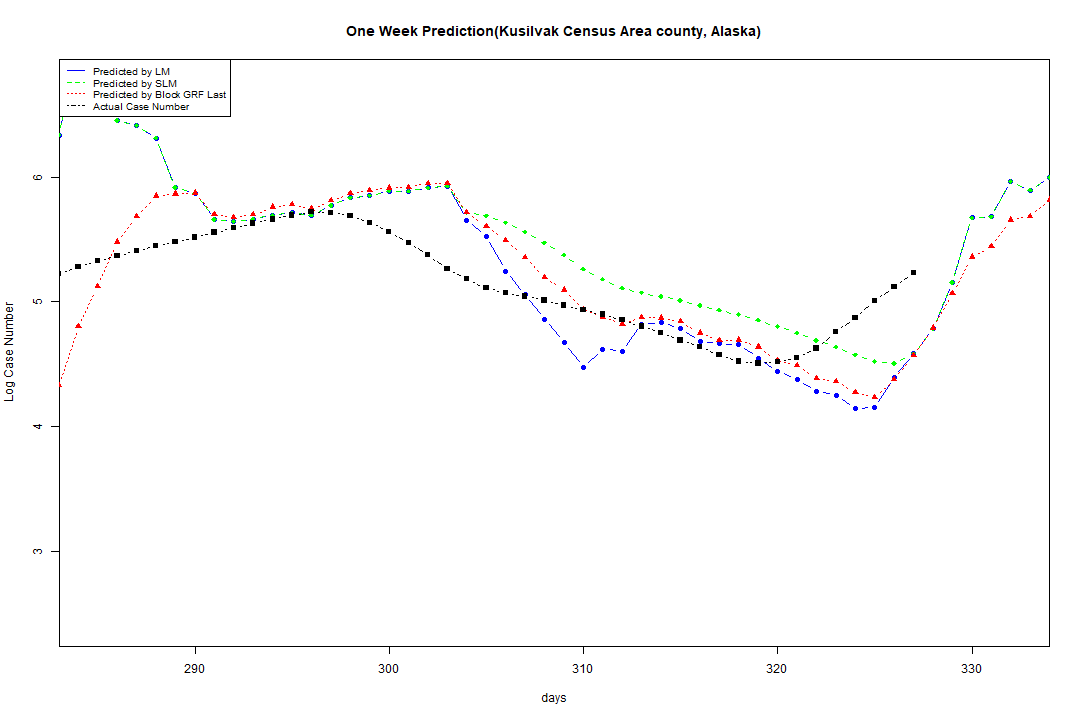 One Week Prediction(Kusilvak Census Area county, Alaska)
Predicted by LM
Predicted by SLM
Predicted by Block GRF Last
Actual Case Number
6
5
4
3
Log Case Number
290 300 310 320 330
days